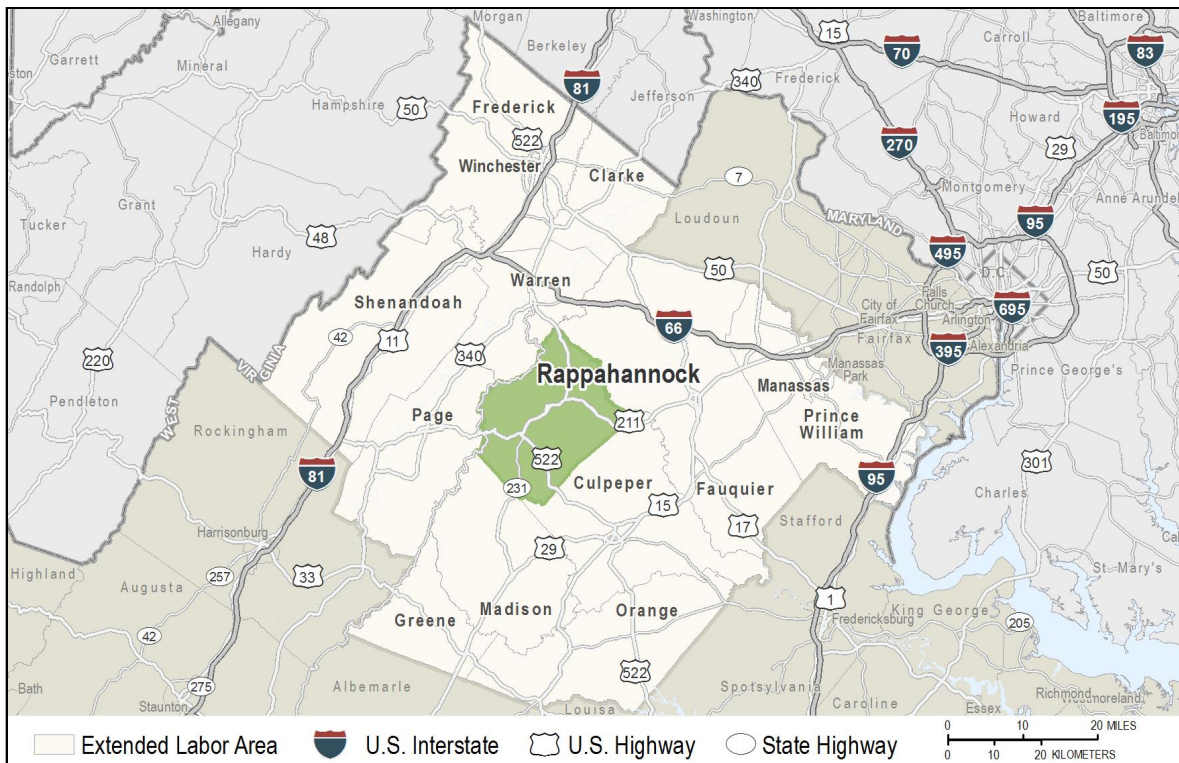 Morgan
Washington
Baltimore
Allegany
15
Carroll
Garrett
Berkeley
70
83
Mineral
340
Frederick
81
Jefferson
Hampshire
50
Frederick
Howard
195
522
270
29
Baltimore
Winchester
Clarke
7
Montgomery
Grant
Anne Arundel
Tucker
Loudoun
MARYLAND
95
48
Hardy
495
D.C.
50
Randolph
Warren
50
Falls
Church
City of
Fairfax
695
Shenandoah
Arlington
66
42
11
Fairfax
395
Alexandria
220
VIRGINIA
340
Manassas
Park
Prince George's
Rappahannock
Manassas
Pendleton
WEST
Page
211
Prince
William
Rockingham
522
301
81
231
Culpeper
95
Fauquier
Charles
15
Stafford
17
Harrisonburg
29
Highland
33
St. Mary's
Augusta
257
1
King George
Madison
Orange
Greene
Fredericksburg
205
42
522
Bath
275
Albemarle
Spotsylvania
Richmond
Westmoreland
Staunton
Louisa
Caroline
Essex
Extended Labor Area
U.S. Interstate
U.S. Highway
State Highway
0 10 20 MILES
0 10 20 KILOMETERS